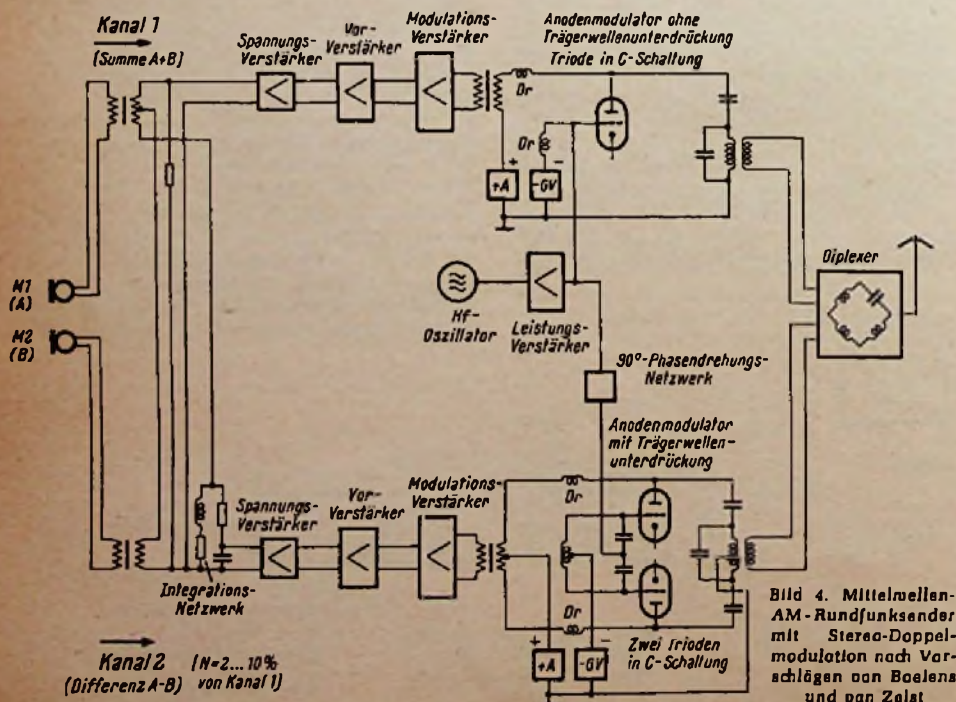 Kanal 1
(Summe A+B)
Spannungs-
Verstärker
Vor-
Verstärker
Modulations-
Verstärker
Anodenmodulator ohne
Trägerwellenunterdrückung
Triode in C-Schaltung
Dr
Dr
+
-
+A
-GV
M1
(A)
M2
(B)
Hf-
Oszillator
Leistungs-
Verstärker
Diplexer
90°-Phasendrehungs-
Netzwerk
Anodenmodulator
mit Trägerwellen-
unterdrückung
Spannungs-
Verstärker
Vor-
Verstärker
Modulations-
Verstärker
Dr
Dr
Integrations-
Netzwerk
+
-
+A
-GV
Zwei Trioden
in C-Schaltung
Kanal 2 (N=2...10%
(Differenz A-B) von Kanal 1)
Bild 4. Mittelwellen-
AM-Rundfunksender
mit Stereo-Doppel-
modulation nach Vor-
schlägen von Boelens
und van Zelst